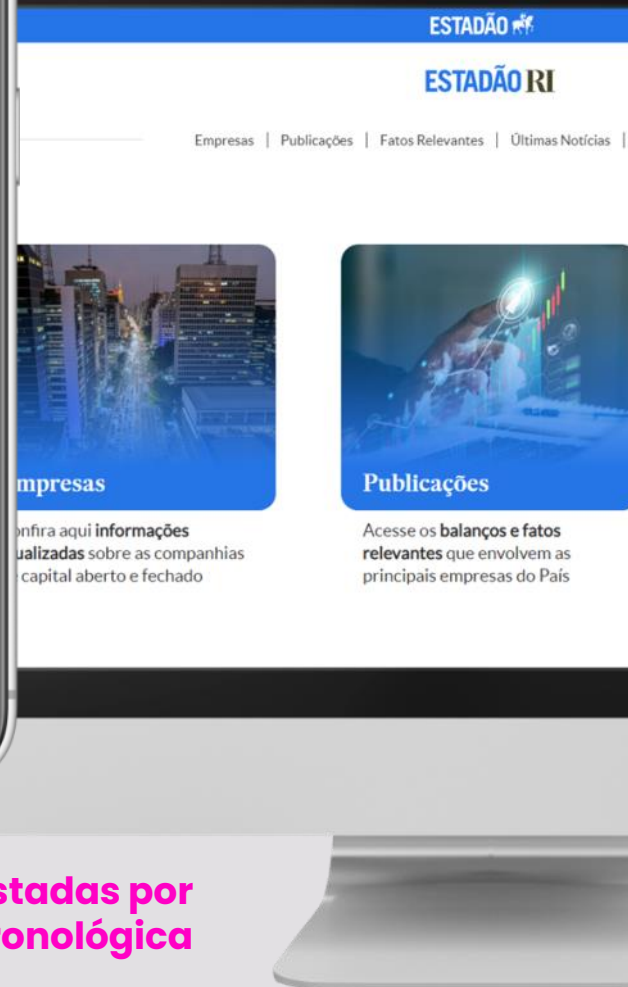 ESTADÃO
ESTADÃO RI
Empresas | Publicações | Fatos Relevantes | Últimas Notícias |
mpresas
nfira aqui informações
ualizadas sobre as companhias
capital aberto e fechado
Publicações
Acesse os balanços e fatos
relevantes que envolvem as
principais empresas do País
stadas por
ronológica